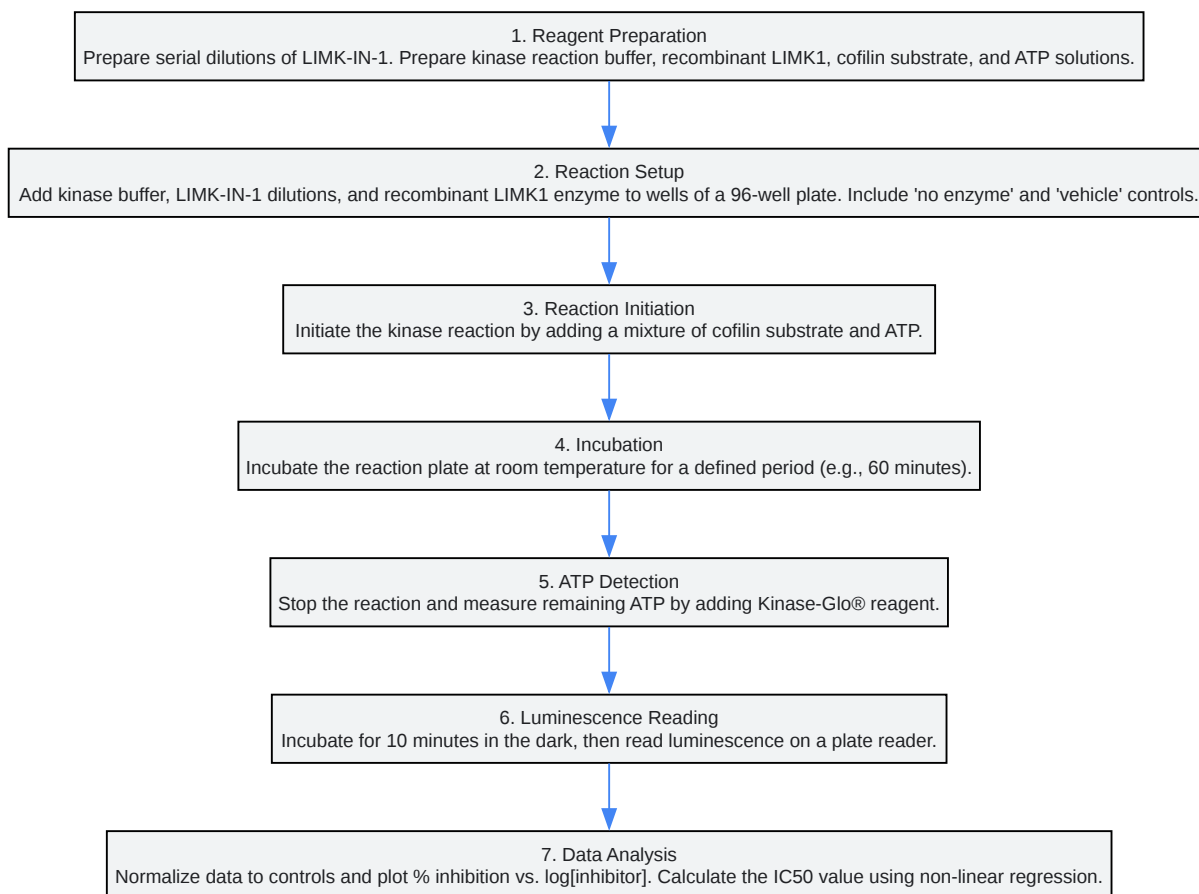 1. Reagent Preparation
Prepare serial dilutions of LIMK-IN-1. Prepare kinase reaction buffer, recombinant LIMK1, cofilin substrate, and ATP solutions.
2. Reaction Setup
Add kinase buffer, LIMK-IN-1 dilutions, and recombinant LIMK1 enzyme to wells of a 96-well plate. Include 'no enzyme' and 'vehicle' controls.
3. Reaction Initiation
Initiate the kinase reaction by adding a mixture of cofilin substrate and ATP.
4. Incubation
Incubate the reaction plate at room temperature for a defined period (e.g., 60 minutes).
5. ATP Detection
Stop the reaction and measure remaining ATP by adding Kinase-Glo® reagent.
6. Luminescence Reading
Incubate for 10 minutes in the dark, then read luminescence on a plate reader.
7. Data Analysis
Normalize data to controls and plot % inhibition vs. log[inhibitor]. Calculate the IC50 value using non-linear regression.